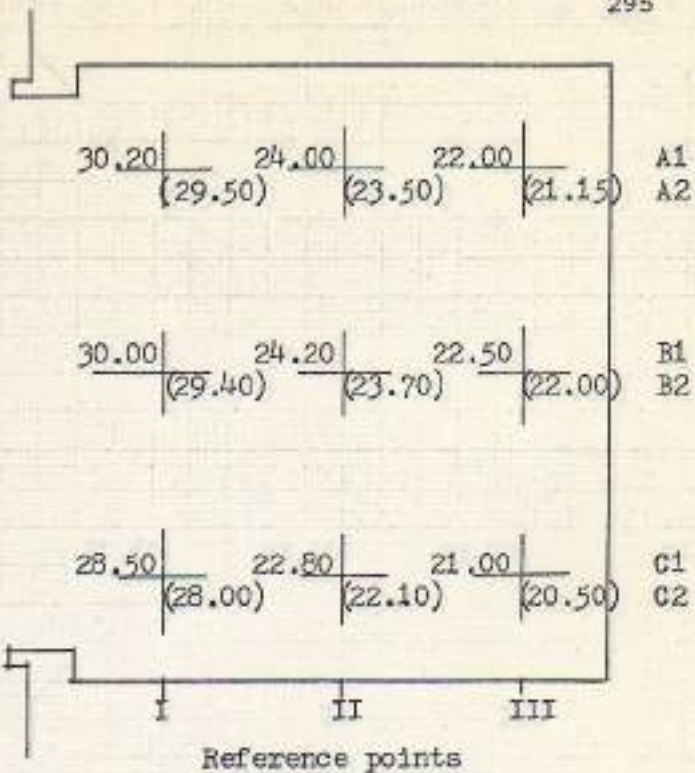 295
30.20 24.00 22.00 A1
(29.50) (23.50) (21.15) A2
30.00 24.20 22.50 B1
(29.40) (23.70) (22.00) B2
28.50 22.80 21.00 C1
(28.00) (22.10) (20.50) C2
I II III
Reference points